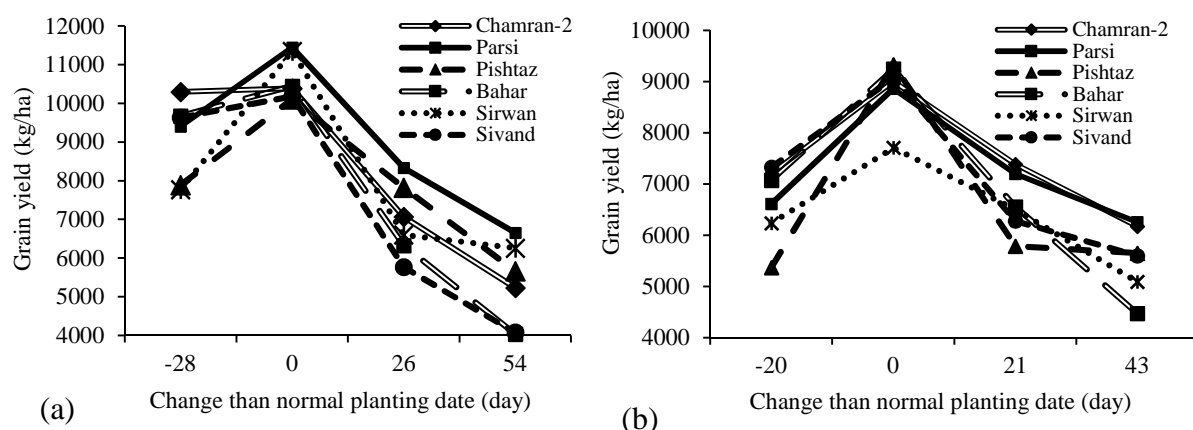 12000
11000
10000
9000
8000
7000
6000
5000
4000
Grain yield (kg/ha)
-28 0 26 54
Change than normal planting date (day)
(a)
Chamran-2
Parsi
Pishtaz
Bahar
Sirwan
Sivand
10000
9000
8000
7000
6000
5000
4000
Grain yield (kg/ha)
-20 0 21 43
Change than normal planting date (day)
(b)
Chamran-2
Parsi
Pishtaz
Bahar
Sirwan
Sivand